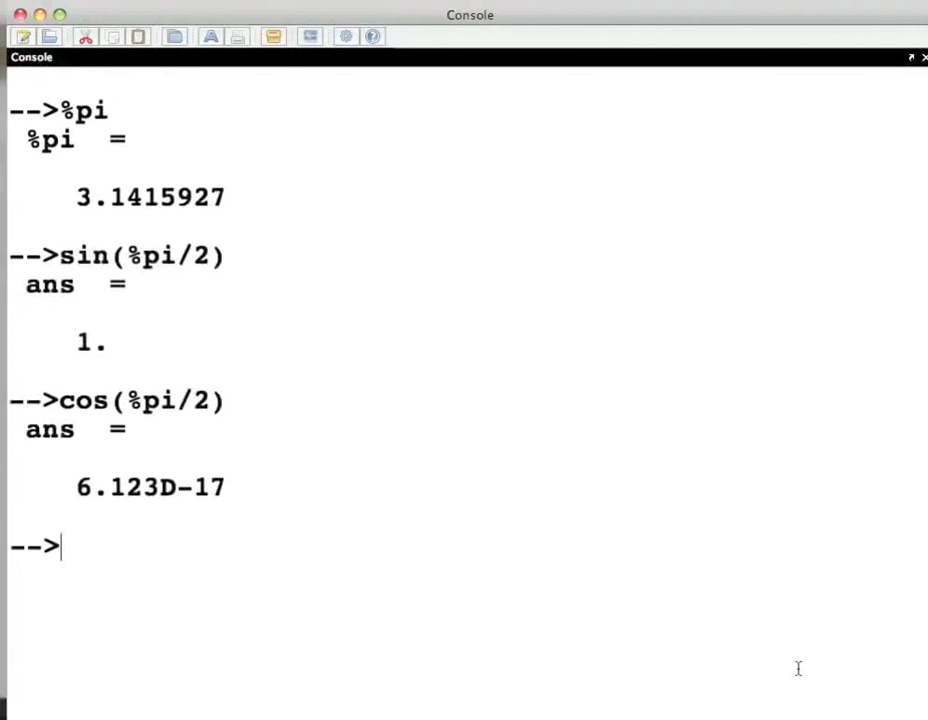 Console
Console
-->%pi
%pi =
3.1415927
-->sin(%pi/2)
ans =
1.
-->cos(%pi/2)
ans =
6.123D-17
-->